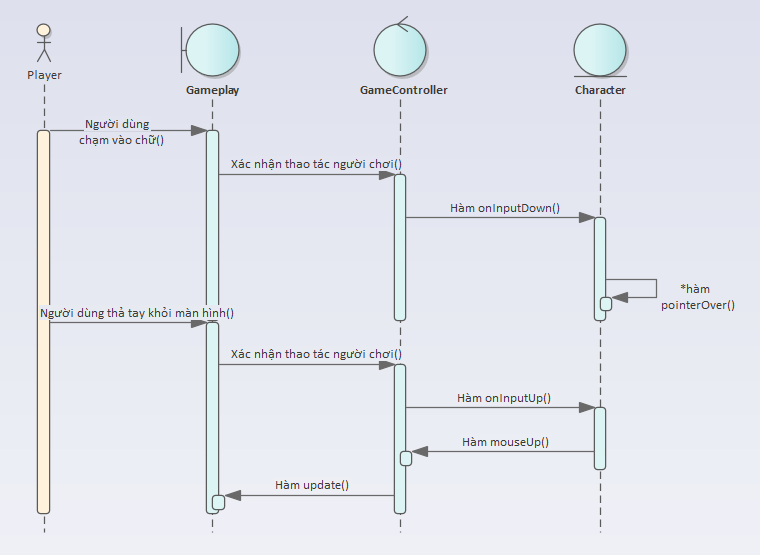 Player
Gameplay
GameController
Character
Người dùng
chạm vào chữ()
Xác nhận thao tác người chơi()
Hàm onInputDown()
*hàm
pointerOver()
Người dùng thả tay khỏi màn hình()
Xác nhận thao tác người chơi()
Hàm onInputUp()
Hàm mouseUp()
Hàm update()